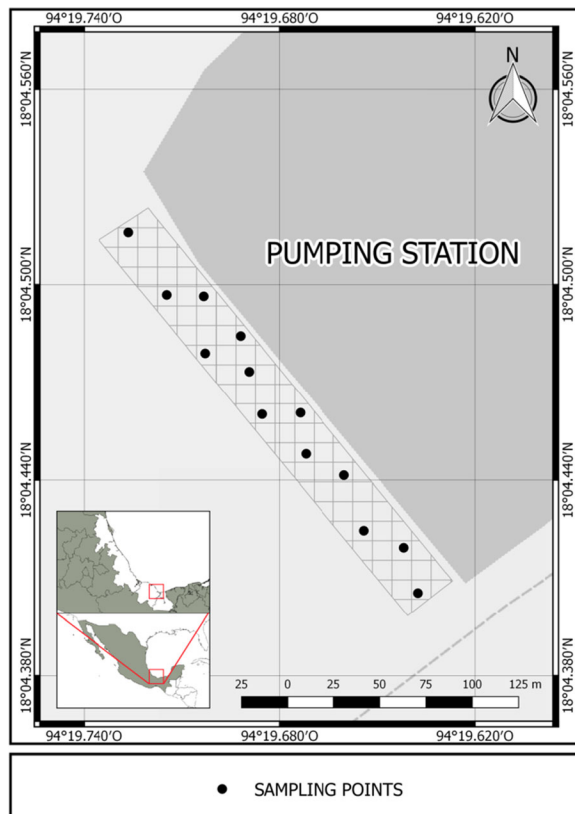 94°19.740′O 94°19.680′O 94°19.620′O
N
18°04.560′N 18°04.560′N
PUMPING STATION
18°04.500′N 18°04.500′N
18°04.440′N 18°04.440′N
18°04.380′N 18°04.380′N
25 0 25 50 75 100 125 m
94°19.740′O 94°19.680′O 94°19.620′O
SAMPLING POINTS